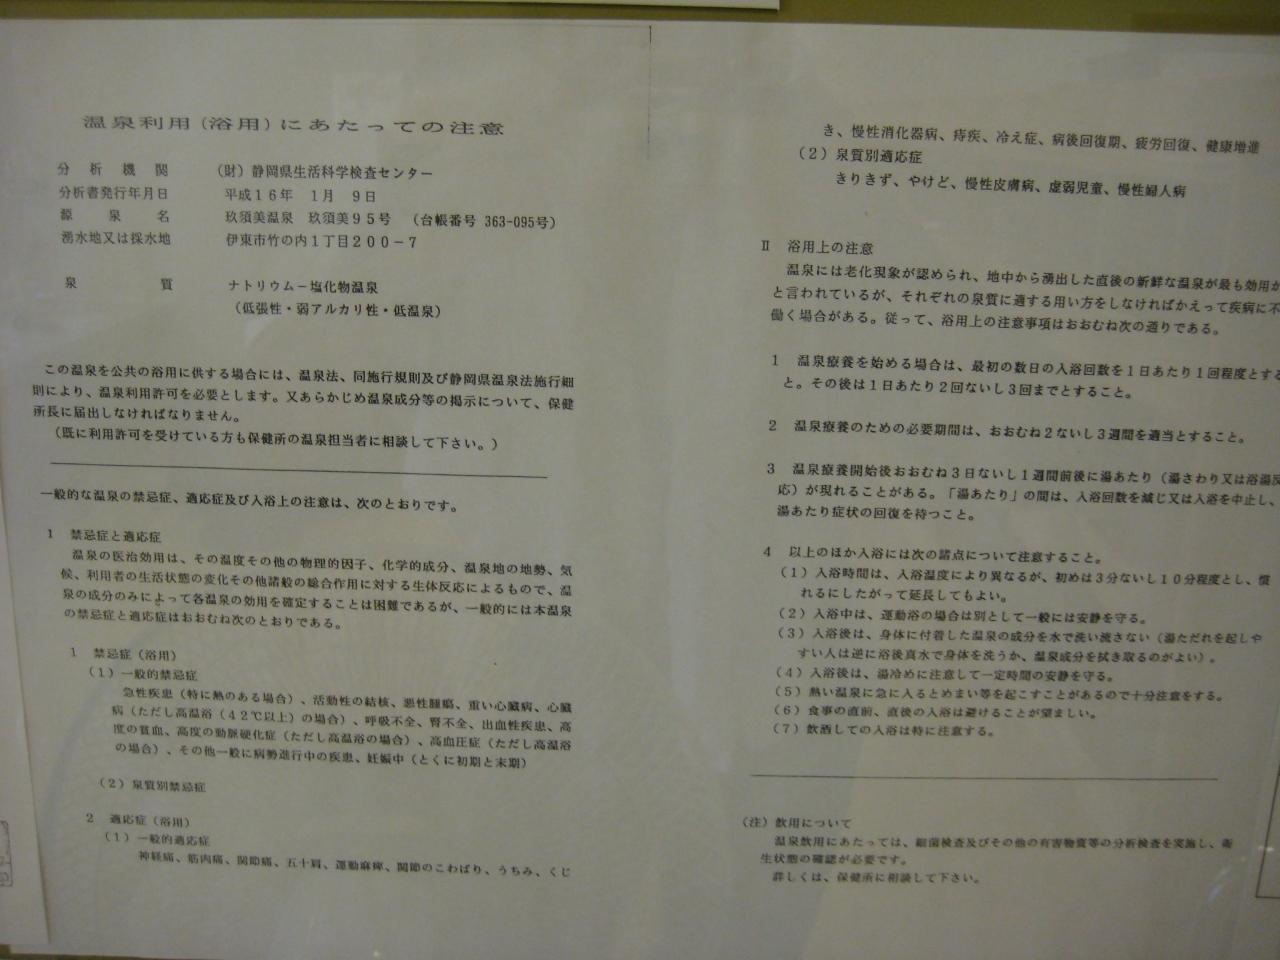 温泉利用(浴用)にあたっての注意
分析機関 (財)静岡県生活科学検査センター
分析書発行年月日 平成16年 1月 9日
源泉名 玖須美温泉 玖須美95号 (台帳番号 363-095号)
湧水地又は採水地 伊東市竹の内1丁目200-7
泉質 ナトリウム-塩化物温泉
(低張性・弱アルカリ性・低温泉)
この温泉を公共の浴用に供する場合には、温泉法、同施行規則及び静岡県温泉法施行細
則により、温泉利用許可を必要とします。又あらかじめ温泉成分等の掲示について、保健
所長に届出しなければなりません。
(既に利用許可を受けている方も保健所の温泉担当者に相談して下さい。)
一般的な温泉の禁忌症、適応症及び入浴上の注意は、次のとおりです。
1 禁忌症と適応症
温泉の医治効用は、その温度その他の物理的因子、化学的成分、温泉地の地勢、気
候、利用者の生活状態の変化その他諸般の総合作用に対する生体反応によるもので、温
泉の成分のみによって各温泉の効用を確定することは困難であるが、一般的には本温泉
の禁忌症と適応症はおおむね次のとおりである。
1 禁忌症(浴用)
(1)一般的禁忌症
急性疾患(特に熱のある場合)、活動性の結核、悪性腫瘍、重い心臓病、心臓
病(ただし高温浴(42℃以上)の場合)、呼吸不全、腎不全、出血性疾患、高
度の貧血、高度の動脈硬化症(ただし高温浴の場合)、高血圧症(ただし高温浴
の場合)、その他一般に病勢進行中の疾患、妊娠中(とくに初期と末期)
(2)泉質別禁忌症
2 適応症(浴用)
(1)一般的適応症
神経痛、筋肉痛、関節痛、五十肩、運動麻痺、関節のこわばり、うちみ、くじ
き、慢性消化器病、痔疾、冷え症、病後回復期、疲労回復、健康増進
(2)泉質別適応症
きりきず、やけど、慢性皮膚病、虚弱児童、慢性婦人病
Ⅱ 浴用上の注意
温泉には老化現象が認められ、地中から湧出した直後の新鮮な温泉が最も効用が
と言われているが、それぞれの泉質に適する用い方をしなければかえって疾病に不
働く場合がある。従って、浴用上の注意事項はおおむね次の通りである。
1 温泉療養を始める場合は、最初の数日の入浴回数を1日あたり1回程度とする
と。その後は1日あたり2回ないし3回までとすること。
2 温泉療養のための必要期間は、おおむね2ないし3週間を適当とすること。
3 温泉療養開始後おおむね3日ないし1週間前後に湯あたり(湯さわり又は浴湯反
応)が現れることがある。「湯あたり」の間は、入浴回数を減じ又は入浴を中止し、
湯あたり症状の回復を待つこと。
4 以上のほか入浴には次の諸点について注意すること。
(1)入浴時間は、入浴温度により異なるが、初めは3分ないし10分程度とし、慣
れるにしたがって延長してもよい。
(2)入浴中は、運動浴の場合は別として一般には安静を守る。
(3)入浴後は、身体に付着した温泉の成分を水で洗い流さない(湯ただれを起しや
すい人は逆に浴後真水で身体を洗うか、温泉成分を拭き取るのがよい)。
(4)入浴後は、湯冷めに注意して一定時間の安静を守る。
(5)熱い温泉に急に入るとめまい等を起こすことがあるので十分注意をする。
(6)食事の直前、直後の入浴は避けることが望ましい。
(7)飲酒しての入浴は特に注意する。
(注)飲用について
温泉飲用にあたっては、細菌検査及びその他の有害物質等の分析検査を実施し、衛
生状態の確認が必要です。
詳しくは、保健所に相談して下さい。